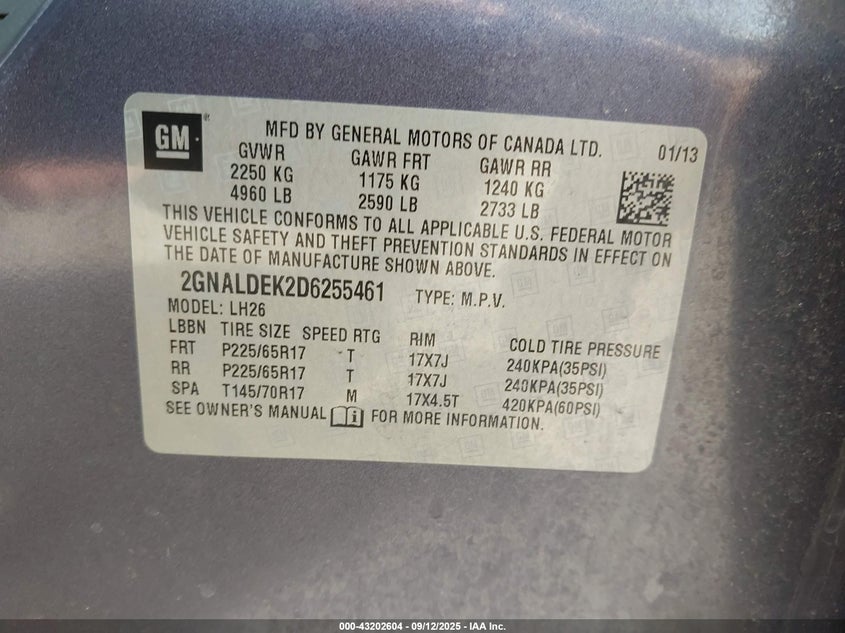 GM
MFD BY GENERAL MOTORS OF CANADA LTD. 01/13
GVWR GAWR FRT GAWR RR
2250 KG 1175 KG 1240 KG
4960 LB 2590 LB 2733 LB
THIS VEHICLE CONFORMS TO ALL APPLICABLE U.S. FEDERAL MOTOR
VEHICLE SAFETY AND THEFT PREVENTION STANDARDS IN EFFECT ON
THE DATE OF MANUFACTURE SHOWN ABOVE.
2GNALDEK2D6255461 TYPE: M.P.V.
MODEL: LH26
LBBN TIRE SIZE SPEED RTG RIM COLD TIRE PRESSURE
FRT P225/65R17 T 17X7J 240KPA(35PSI)
RR P225/65R17 T 17X7J 240KPA(35PSI)
SPA T145/70R17 M 17X4.5T 420KPA(60PSI)
SEE OWNER'S MANUAL i FOR MORE INFORMATION.
000-43202604 - 09/12/2025 - IAA Inc.